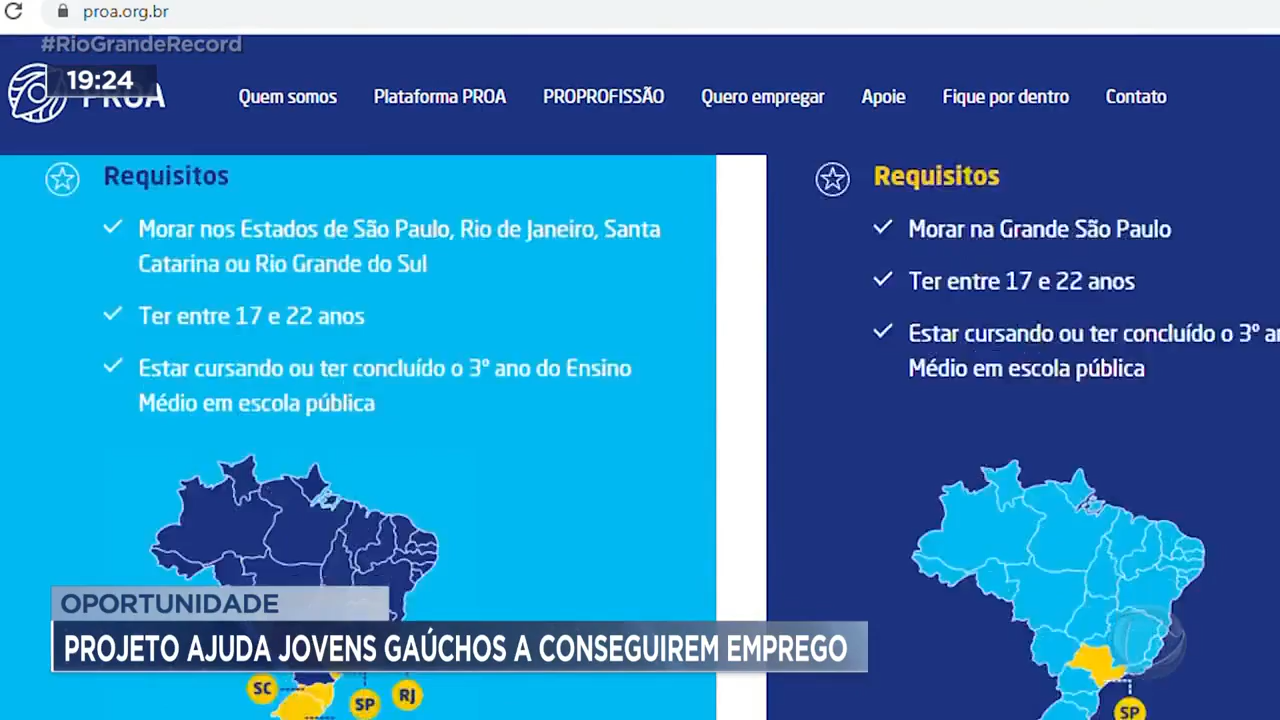 proa.org.br
#RioGrandeRecord
19:24
PROA
Quem somos
Plataforma PROA
PROPROFISSÃO
Quero empregar
Apoie
Fique por dentro
Contato
Requisitos
Morar nos Estados de São Paulo, Rio de Janeiro, Santa
Catarina ou Rio Grande do Sul
Ter entre 17 e 22 anos
Estar cursando ou ter concluído o 3º ano do Ensino
Médio em escola pública
Requisitos
Morar na Grande São Paulo
Ter entre 17 e 22 anos
Estar cursando ou ter concluído o 3º
Médio em escola pública
OPORTUNIDADE
PROJETO AJUDA JOVENS GAÚCHOS A CONSEGUIREM EMPREGO
SC
SP
RJ
SP